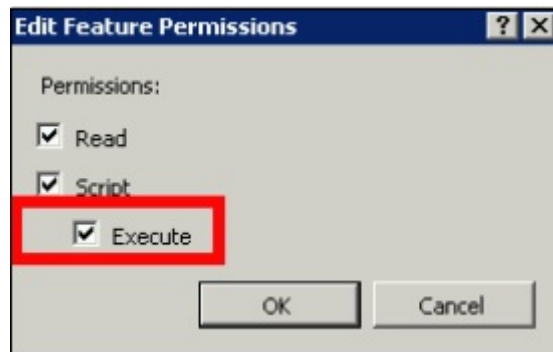 Edit Feature Permissions
Permissions:
Read
Script
Execute
OK Cancel